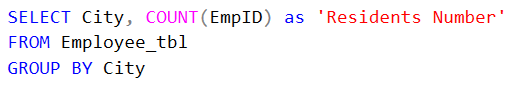 SELECT City, COUNT(EmpID) as 'Residents Number'
FROM Employee_tbl
GROUP BY City